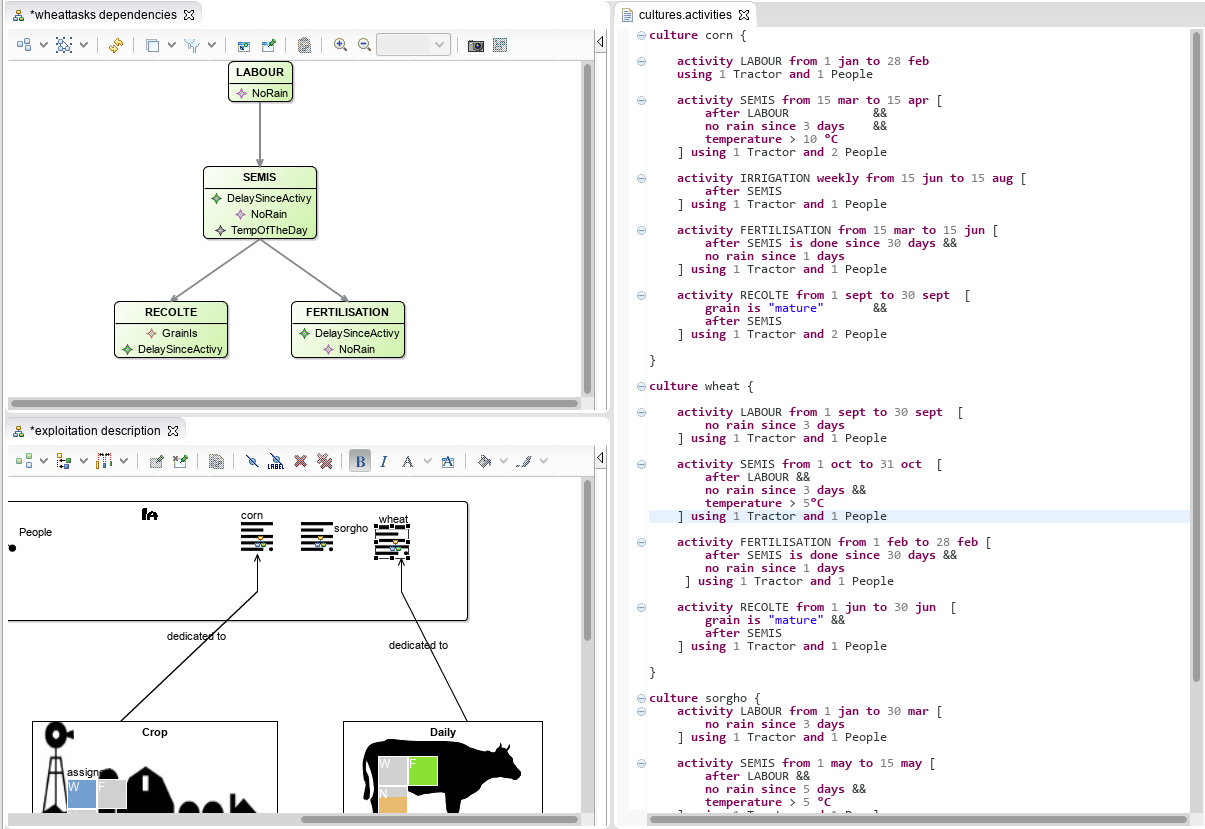 *wheattasks dependencies
LABOUR
NoRain
SEMIS
DelaySinceActivy
NoRain
TempOfTheDay
RECOLTE
GrainIs
DelaySinceActivy
FERTILISATION
DelaySinceActivy
NoRain
*exploitation description
LABEL
B I A A
People
corn
sorgho
wheat
dedicated to
dedicated to
Crop
assigne
W F
Daily
W F
N
cultures.activities
culture corn {
activity LABOUR from 1 jan to 28 feb
using 1 Tractor and 1 People
activity SEMIS from 15 mar to 15 apr [
after LABOUR &&
no rain since 3 days &&
temperature > 10 °C
] using 1 Tractor and 2 People
activity IRRIGATION weekly from 15 jun to 15 aug [
after SEMIS
] using 1 Tractor and 1 People
activity FERTILISATION from 15 mar to 15 jun [
after SEMIS is done since 30 days &&
no rain since 1 days
] using 1 Tractor and 1 People
activity RECOLTE from 1 sept to 30 sept [
grain is "mature" &&
after SEMIS
] using 1 Tractor and 2 People
}
culture wheat {
activity LABOUR from 1 sept to 30 sept [
no rain since 3 days
] using 1 Tractor and 1 People
activity SEMIS from 1 oct to 31 oct [
after LABOUR &&
no rain since 3 days &&
temperature > 5°C
] using 1 Tractor and 1 People
activity FERTILISATION from 1 feb to 28 feb [
after SEMIS is done since 30 days &&
no rain since 1 days
] using 1 Tractor and 1 People
activity RECOLTE from 1 jun to 30 jun [
grain is "mature" &&
after SEMIS
] using 1 Tractor and 1 People
}
culture sorgho {
activity LABOUR from 1 jan to 30 mar [
no rain since 3 days
] using 1 Tractor and 1 People
activity SEMIS from 1 may to 15 may [
after LABOUR &&
no rain since 5 days &&
temperature > 5 °C